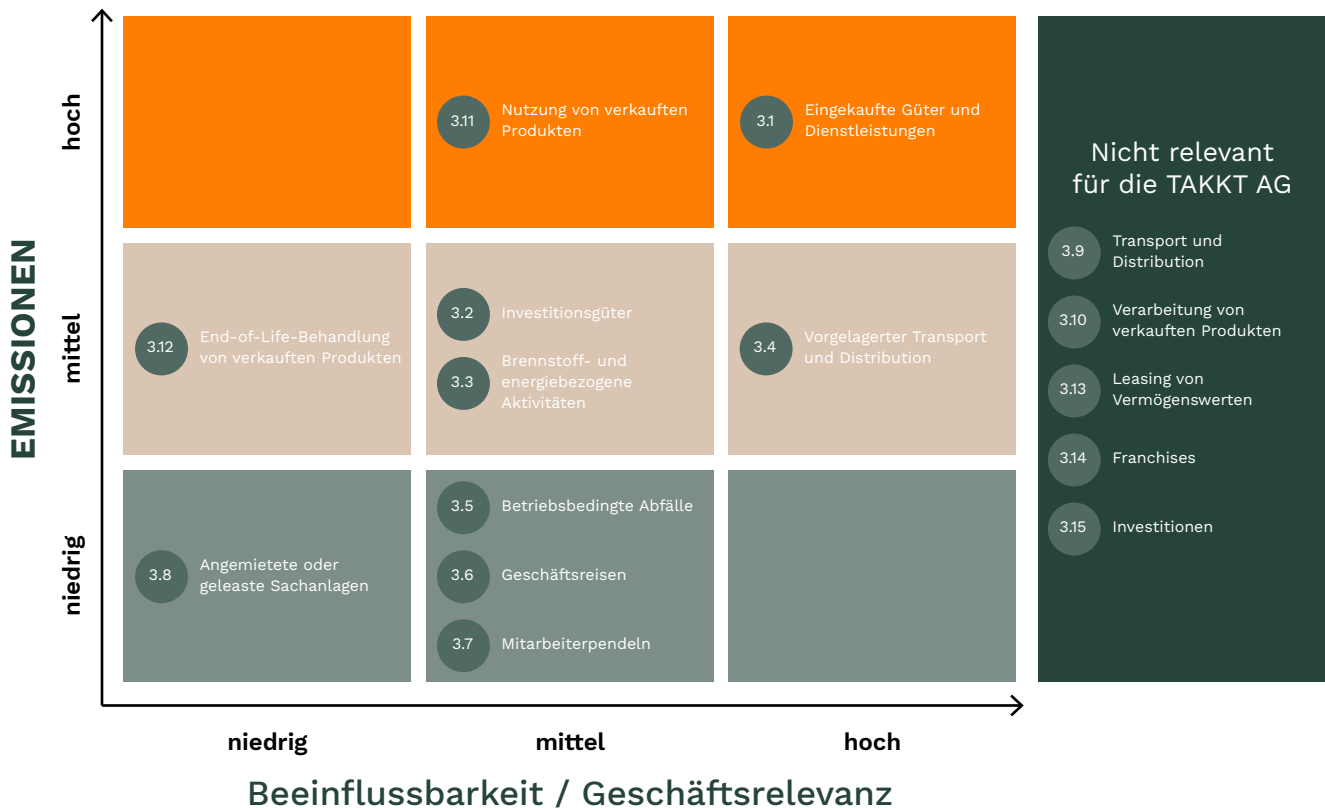 EMISSIONEN
hoch
3.11
Nutzung von verkauften
Produkten
3.1
Eingekaufte Güter und
Dienstleistungen
mittel
3.12
End-of-Life-Behandlung
von verkauften Produkten
3.2
Investitionsgüter
3.3
Brennstoff- und
energiebezogene
Aktivitäten
3.4
Vorgelagerter Transport
und Distribution
niedrig
3.8
Angemietete oder
geleaste Sachanlagen
3.5
Betriebsbedingte Abfälle
3.6
Geschäftsreisen
3.7
Mitarbeiterpendeln
niedrig
mittel
hoch
Beeinflussbarkeit / Geschäftsrelevanz
Nicht relevant
für die TAKKT AG
3.9
Transport und
Distribution
3.10
Verarbeitung von
verkauften Produkten
3.13
Leasing von
Vermögenswerten
3.14
Franchises
3.15
Investitionen